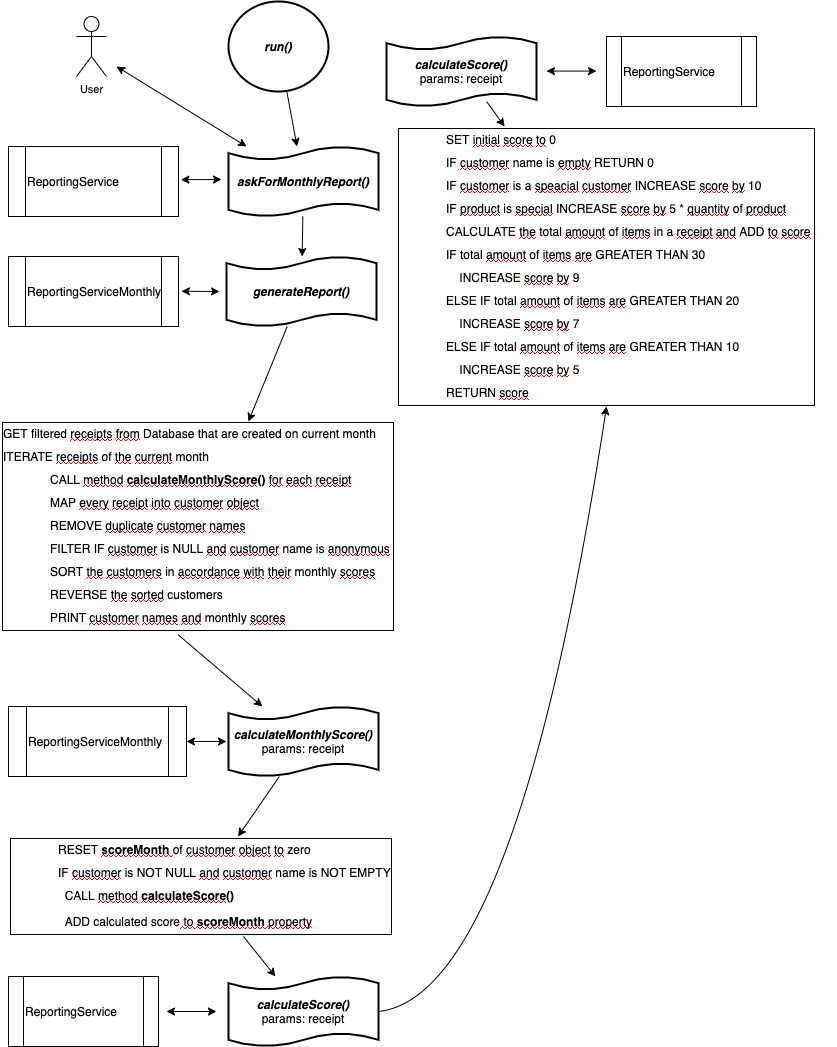 run()
User
calculateScore()
params: receipt
ReportingService
ReportingService
askForMonthlyReport()
SET initial score to 0
IF customer name is empty RETURN 0
IF customer is a speacial customer INCREASE score by 10
IF product is special INCREASE score by 5 * quantity of product
CALCULATE the total amount of items in a receipt and ADD to score
IF total amount of items are GREATER THAN 30
INCREASE score by 9
ELSE IF total amount of items are GREATER THAN 20
INCREASE score by 7
ELSE IF total amount of items are GREATER THAN 10
INCREASE score by 5
RETURN score
ReportingServiceMonthly
generateReport()
GET filtered receipts from Database that are created on current month
ITERATE receipts of the current month
CALL method calculateMonthlyScore() for each receipt
MAP every receipt into customer object
REMOVE duplicate customer names
FILTER IF customer is NULL and customer name is anonymous
SORT the customers in accordance with their monthly scores
REVERSE the sorted customers
PRINT customer names and monthly scores
ReportingServiceMonthly
calculateMonthlyScore()
params: receipt
RESET scoreMonth of customer object to zero
IF customer is NOT NULL and customer name is NOT EMPTY
CALL method calculateScore()
ADD calculated score to scoreMonth property
ReportingService
calculateScore()
params: receipt